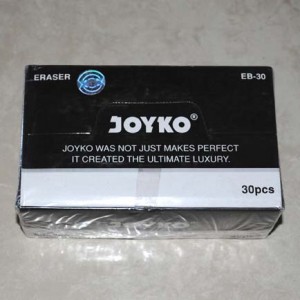 ERASER
EB-30
JOYKO®
JOYKO WAS NOT JUST MAKES PERFECT
IT CREATED THE ULTIMATE LUXURY.
30pcs